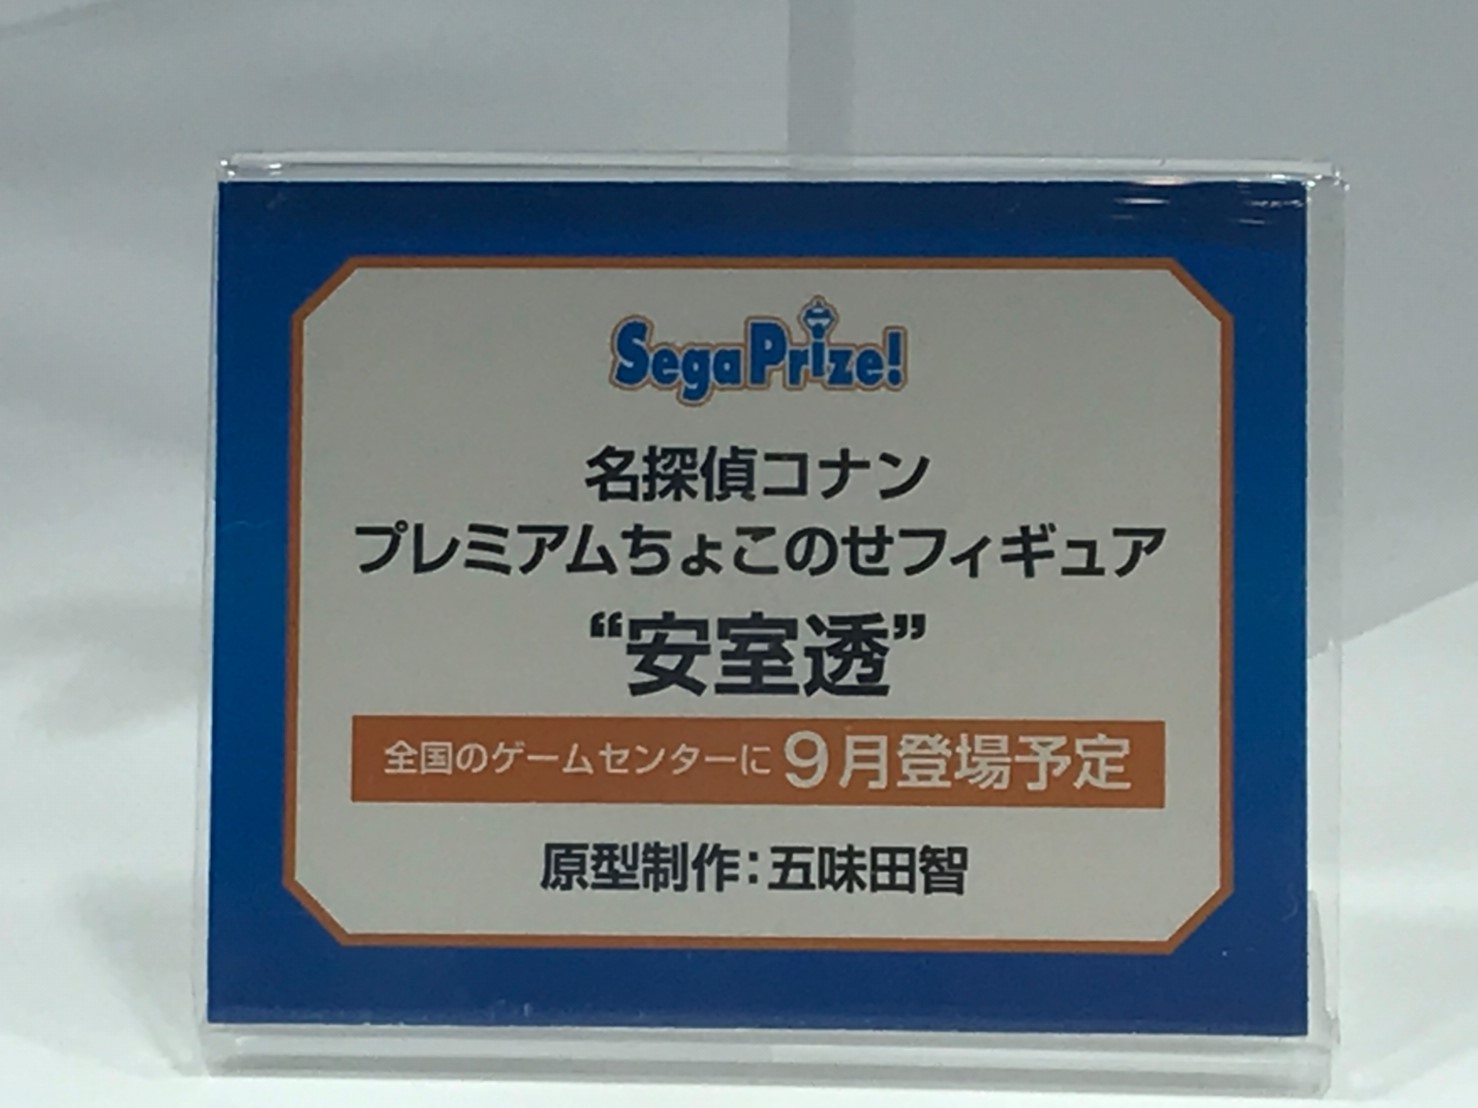 SegaPrize!
名探偵コナン
プレミアムちょこのせフィギュア
“安室透”
全国のゲームセンターに9月登場予定
原型制作：五味田智